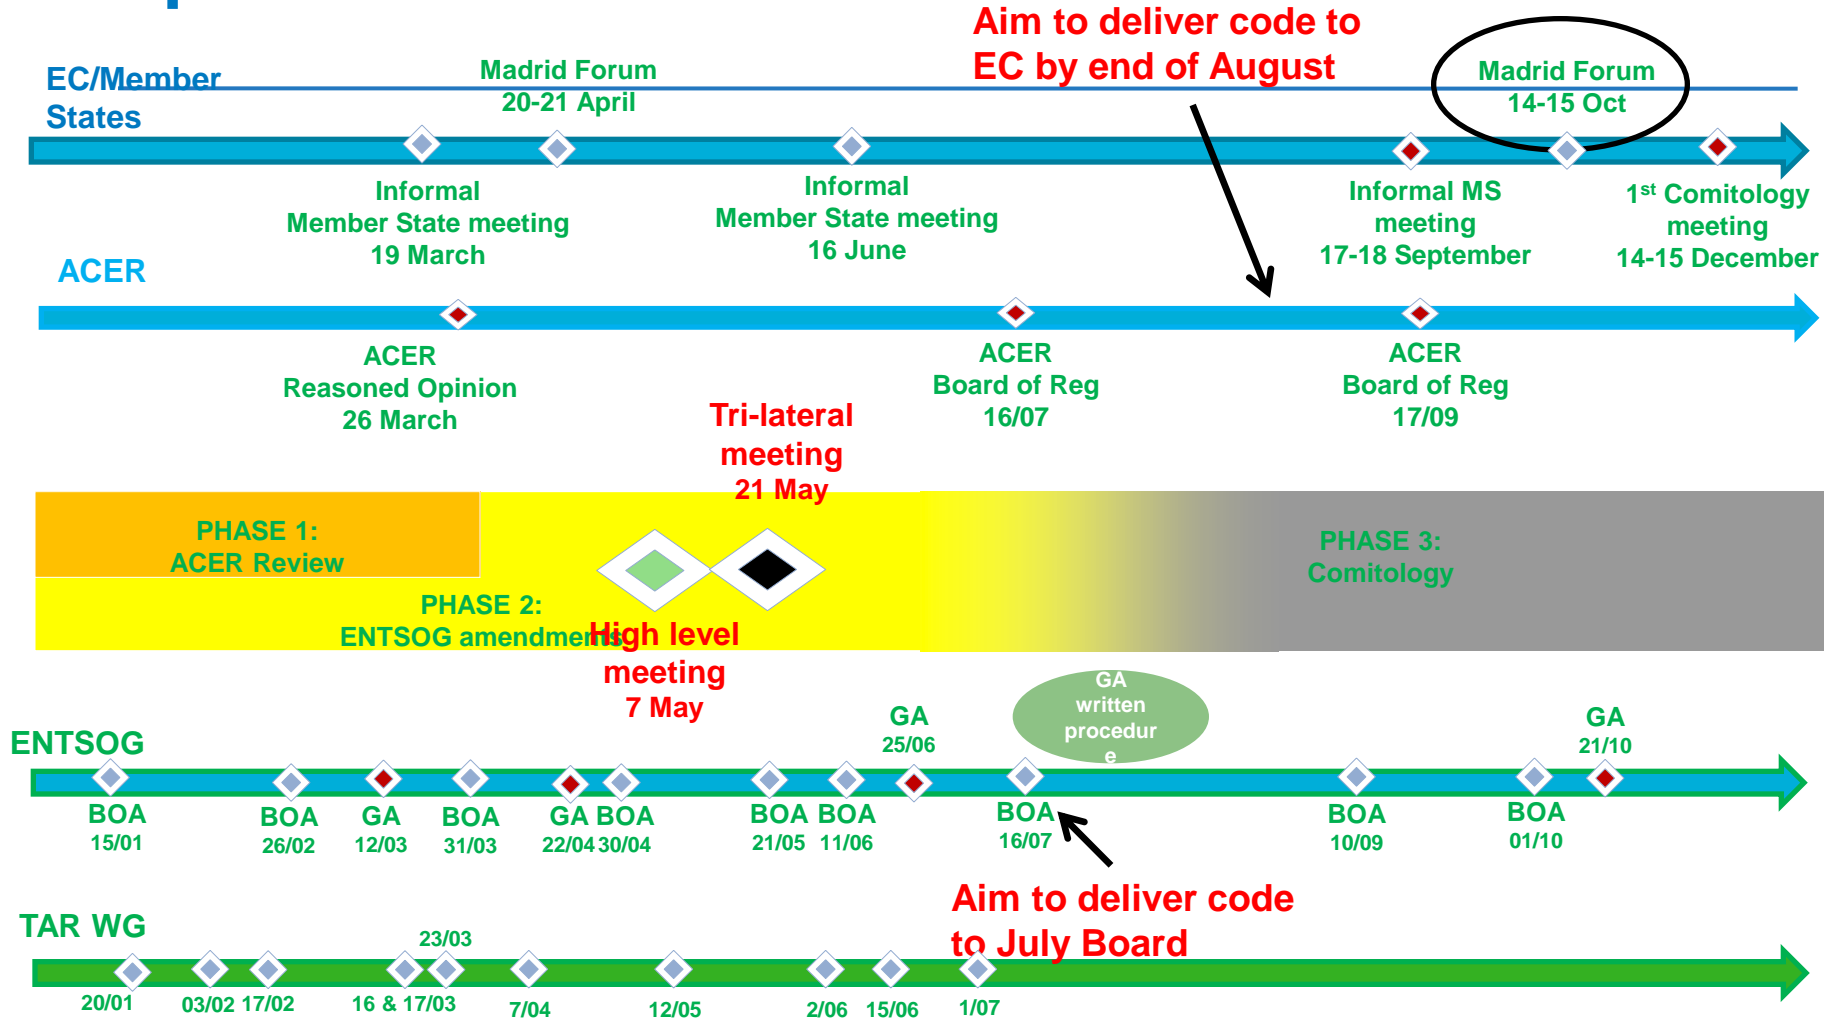 Aim to deliver code to
EC by end of August
EC/Member
States
Madrid Forum
20-21 April
Madrid Forum
14-15 Oct
Informal
Member State meeting
19 March
Informal
Member State meeting
16 June
Informal MS
meeting
17-18 September
1st Comitology
meeting
14-15 December
ACER
ACER
Reasoned Opinion
26 March
ACER
Board of Reg
16/07
ACER
Board of Reg
17/09
Tri-lateral
meeting
21 May
PHASE 1:
ACER Review
PHASE 2:
ENTSOG amendments
PHASE 3:
Comitology
High level
meeting
7 May
GA
written
procedur
e
ENTSOG
GA
25/06
GA
21/10
BOA
15/01
BOA
26/02
GA
12/03
BOA
31/03
GA
22/04
BOA
30/04
BOA
21/05
BOA
11/06
BOA
16/07
BOA
10/09
BOA
01/10
Aim to deliver code
to July Board
TAR WG
23/03
20/01
03/02
17/02
16 & 17/03
7/04
12/05
2/06
15/06
1/07